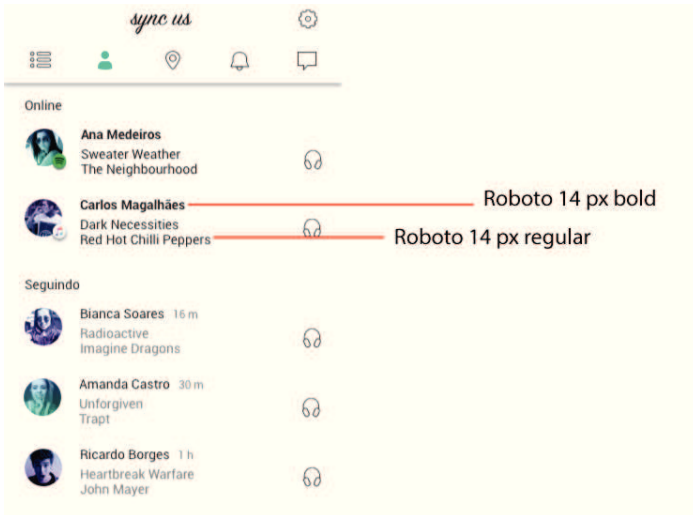 sync us
Online
Ana Medeiros
Sweater Weather
The Neighbourhood
Carlos Magalhães
Dark Necessities
Red Hot Chilli Peppers
Roboto 14 px bold
Roboto 14 px regular
Seguindo
Bianca Soares 16 m
Radioactive
Imagine Dragons
Amanda Castro 30 m
Unforgiven
Trapt
Ricardo Borges 1 h
Heartbreak Warfare
John Mayer